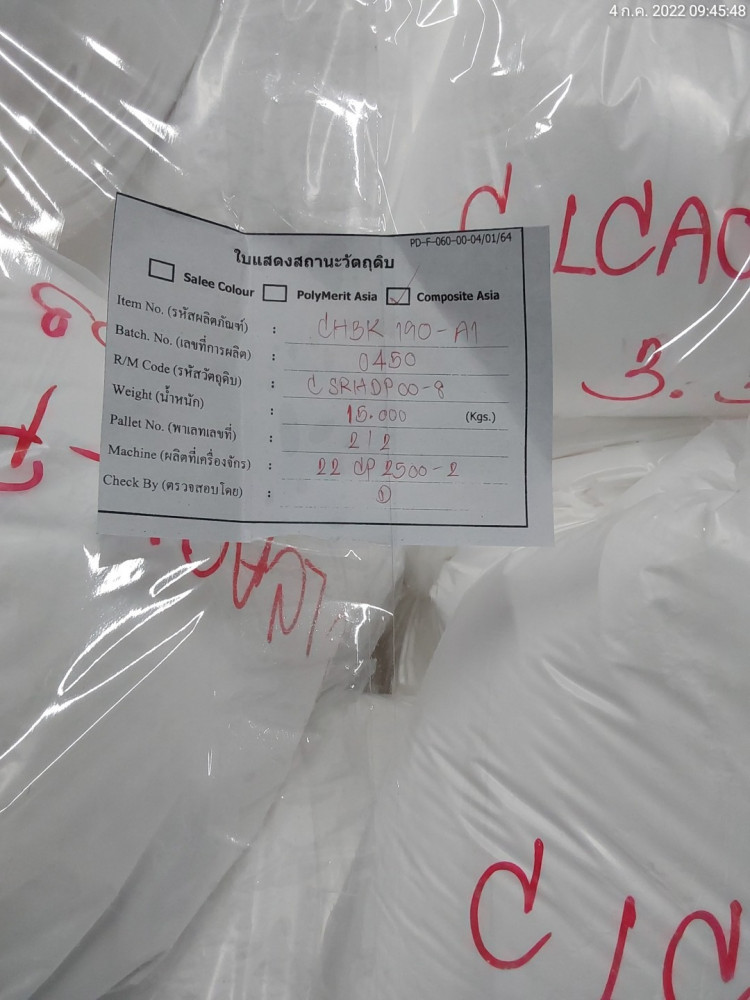 4 ก.ค. 2022 09:45:48
PD-F-060-00-04/01/64
ใบแสดงสถานะวัตถุดิบ
Salee Colour PolyMerit Asia Composite Asia
Item No. (รหัสผลิตภัณฑ์) : CHBK 190-A1
Batch. No. (เลขที่การผลิต) : 0450
R/M Code (รหัสวัตถุดิบ) : CSRHDP00-8
Weight (น้ำหนัก) : 15.000 (Kgs.)
Pallet No. (พาเลทเลขที่) : 2/2
Machine (ผลิตที่เครื่องจักร) : 22 CP 2500-2
Check By (ตรวจสอบโดย) :
LCAC
3.